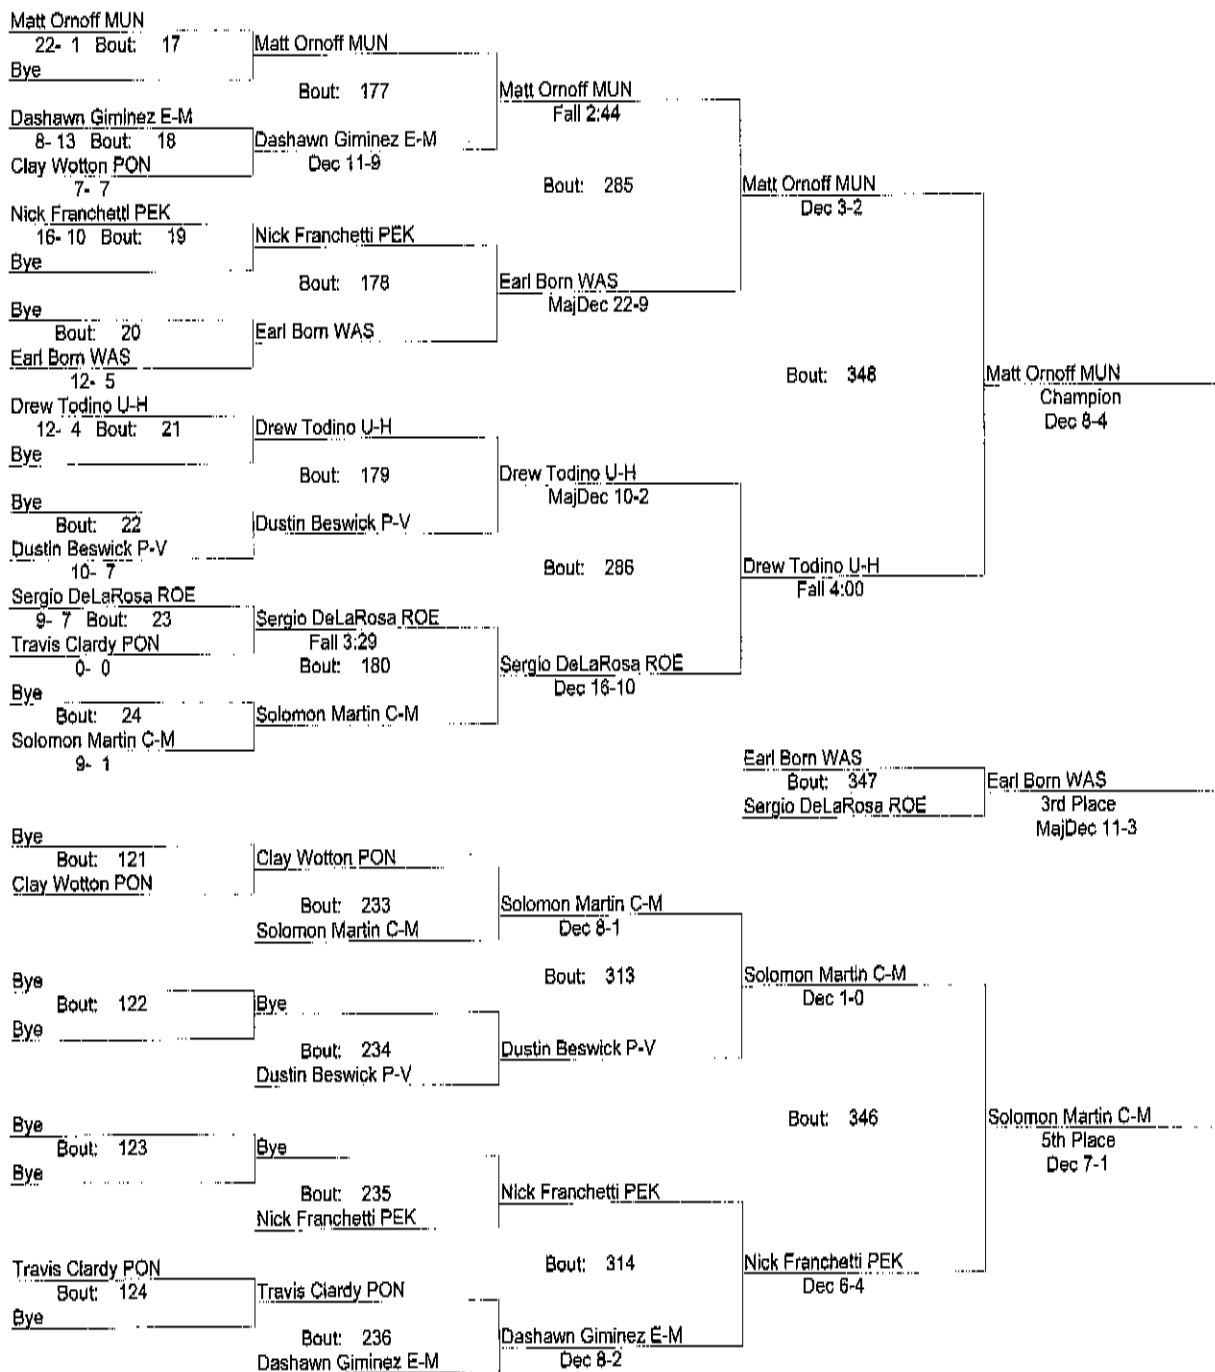 Matt Ornoff MUN
22- 1 Bout: 17
Bye
Matt Ornoff MUN
Bout: 177
Dashawn Giminez E-M
8- 13 Bout: 18
Clay Wotton PON
7- 7
Dashawn Giminez E-M
Dec 11-9
Matt Ornoff MUN
Fall 2:44
Bout: 285
Nick Franchetti PEK
16- 10 Bout: 19
Bye
Nick Franchetti PEK
Bout: 178
Bye
Bout: 20
Earl Born WAS
12- 5
Earl Born WAS
Earl Born WAS
MajDec 22-9
Matt Ornoff MUN
Dec 3-2
Bout: 348
Drew Todino U-H
12- 4 Bout: 21
Bye
Drew Todino U-H
Bout: 179
Bye
Bout: 22
Dustin Beswick P-V
10- 7
Dustin Beswick P-V
Drew Todino U-H
MajDec 10-2
Bout: 286
Sergio DeLaRosa ROE
9- 7 Bout: 23
Travis Clardy PON
0- 0
Sergio DeLaRosa ROE
Fall 3:29
Bout: 180
Bye
Bout: 24
Solomon Martin C-M
9- 1
Solomon Martin C-M
Sergio DeLaRosa ROE
Dec 16-10
Drew Todino U-H
Fall 4:00
Matt Ornoff MUN
Champion
Dec 8-4
Earl Born WAS
Bout: 347
Sergio DeLaRosa ROE
Earl Born WAS
3rd Place
MajDec 11-3
Bye
Bout: 121
Clay Wotton PON
Clay Wotton PON
Bout: 233
Solomon Martin C-M
Solomon Martin C-M
Dec 8-1
Bout: 313
Bye
Bout: 122
Bye
Bye
Bout: 234
Dustin Beswick P-V
Dustin Beswick P-V
Solomon Martin C-M
Dec 1-0
Bout: 346
Bye
Bout: 123
Bye
Bye
Bout: 235
Nick Franchetti PEK
Nick Franchetti PEK
Bout: 314
Travis Clardy PON
Bout: 124
Bye
Travis Clardy PON
Bout: 236
Dashawn Giminez E-M
Dashawn Giminez E-M
Dec 8-2
Nick Franchetti PEK
Dec 6-4
Solomon Martin C-M
5th Place
Dec 7-1